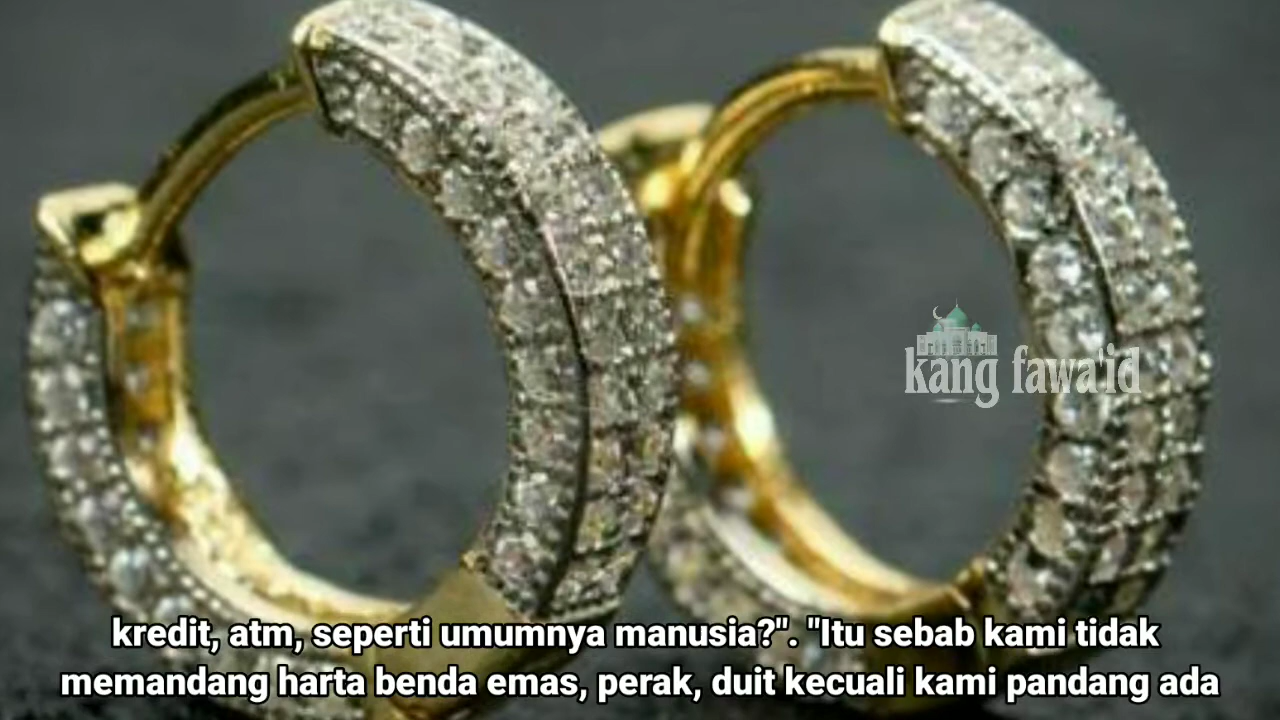 kang fawa'id
kredit, atm, seperti umumnya manusia?". "Itu sebab kami tidak
memandang harta benda emas, perak, duit kecuali kami pandang ada